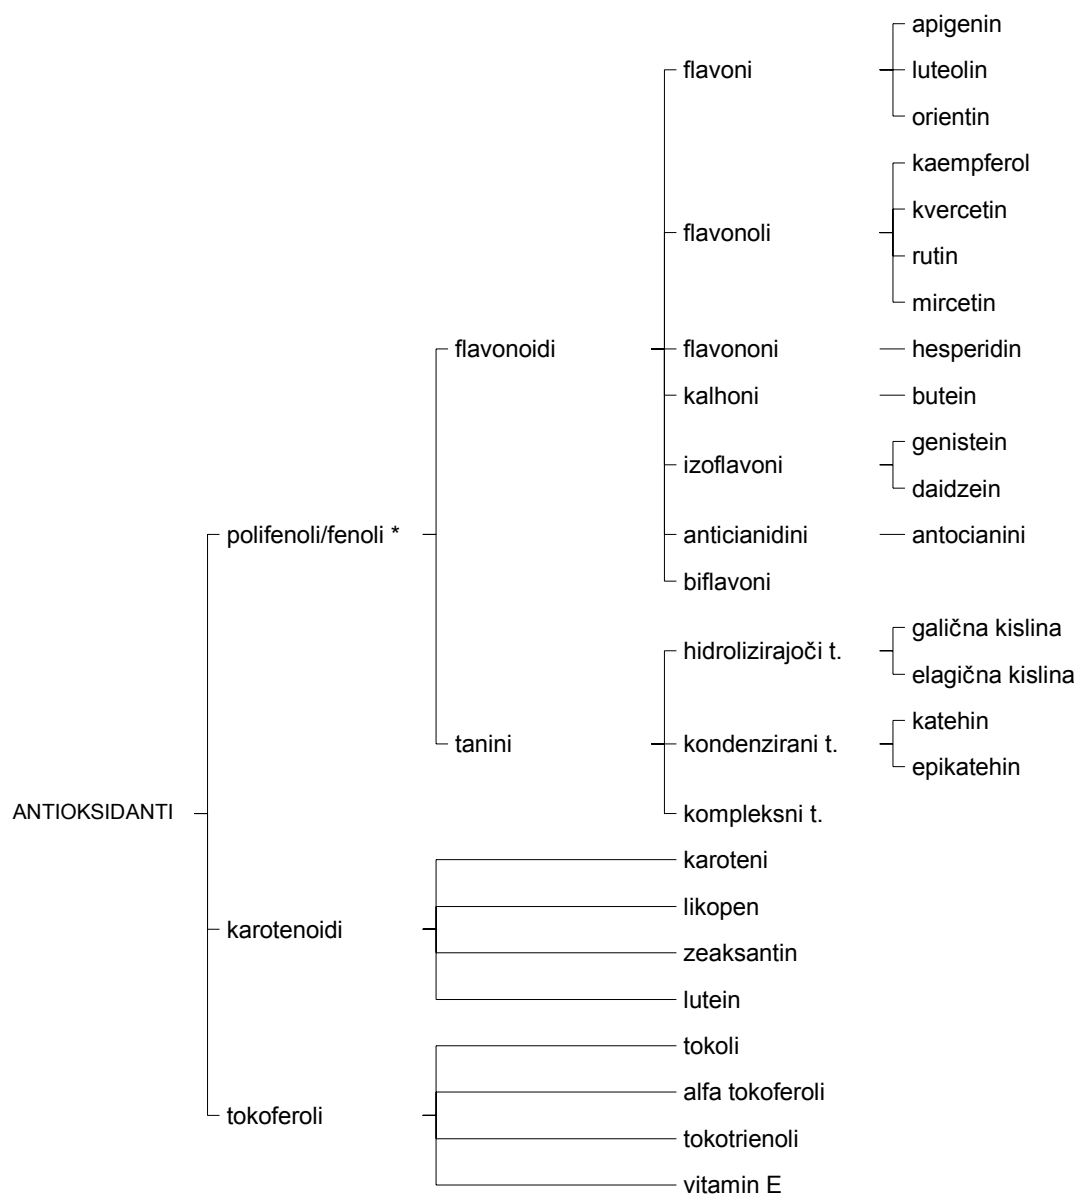 apigenin
flavoni
luteolin
orientin
kaempferol
kvercetin
flavonoli
rutin
mircetin
flavonoidi
flavononi
hesperidin
kalhoni
butein
genistein
izoflavoni
daidzein
polifenoli/fenoli *
anticianidini
antocianini
biflavoni
galična kislina
hidrolizirajoči t.
elagična kislina
katehin
tanini
kondenzirani t.
epikatehin
ANTIOKSIDANTI
kompleksni t.
karoteni
likopen
karotenoidi
zeaksantin
lutein
tokoli
alfa tokoferoli
tokoferoli
tokotrienoli
vitamin E